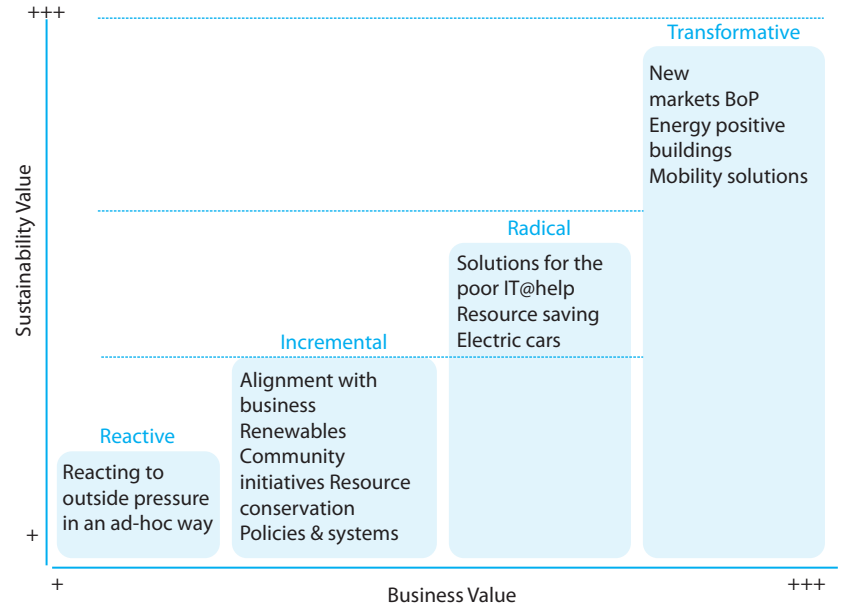 +++
Transformative
New
markets BoP
Energy positive
buildings
Mobility solutions
Radical
Solutions for the
poor IT@help
Resource saving
Electric cars
Incremental
Alignment with
business
Renewables
Community
initiatives Resource
conservation
Policies & systems
Reactive
Reacting to
outside pressure
in an ad-hoc way
Sustainability Value
+
+
Business Value
+++